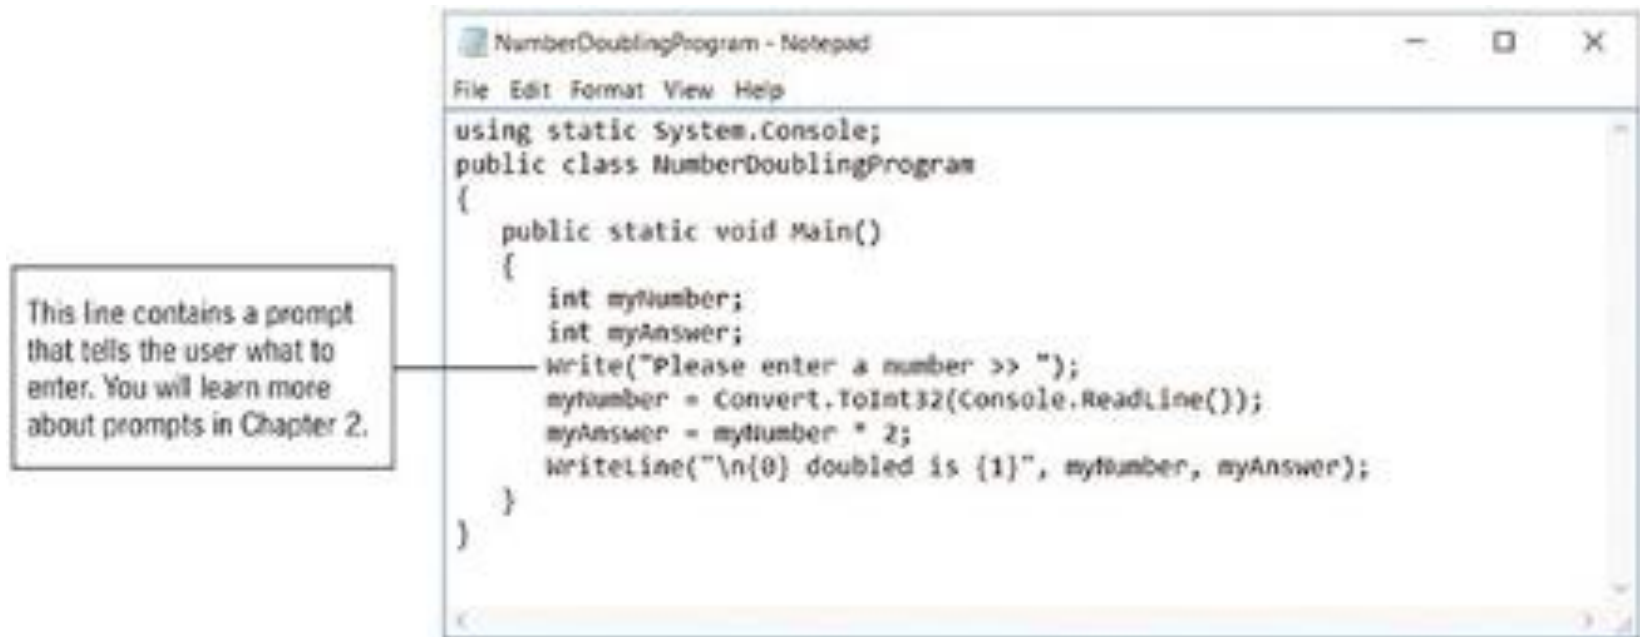 NumberDoublingProgram - Notepad
File Edit Format View Help
using static System.Console;
public class NumberDoublingProgram
{
public static void Main()
{
int myNumber;
int myAnswer;
Write("Please enter a number >> ");
myNumber = Convert.ToInt32(Console.ReadLine());
myAnswer = myNumber * 2;
WriteLine("\n{0} doubled is {1}", myNumber, myAnswer);
}
}
This line contains a prompt
that tells the user what to
enter. You will learn more
about prompts in Chapter 2.